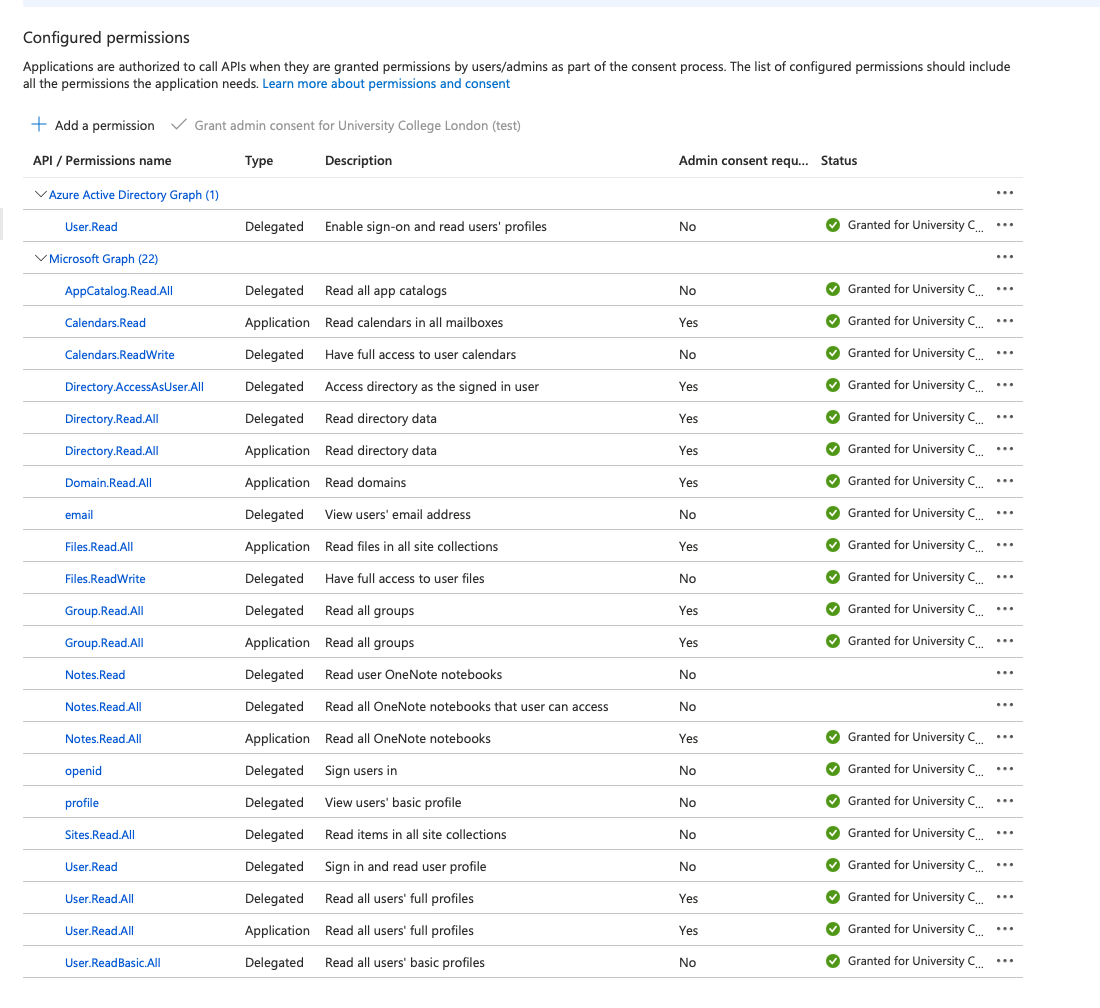 Configured permissions
Applications are authorized to call APIs when they are granted permissions by users/admins as part of the consent process. The list of configured permissions should include
all the permissions the application needs. Learn more about permissions and consent
Add a permission Grant admin consent for University College London (test)
API / Permissions name Type Description Admin consent requ... Status
Azure Active Directory Graph (1) ...
User.Read Delegated Enable sign-on and read users' profiles No Granted for University C... ...
Microsoft Graph (22) ...
AppCatalog.Read.All Delegated Read all app catalogs No Granted for University C... ...
Calendars.Read Application Read calendars in all mailboxes Yes Granted for University C... ...
Calendars.ReadWrite Delegated Have full access to user calendars No Granted for University C... ...
Directory.AccessAsUser.All Delegated Access directory as the signed in user Yes Granted for University C... ...
Directory.Read.All Delegated Read directory data Yes Granted for University C... ...
Directory.Read.All Application Read directory data Yes Granted for University C... ...
Domain.Read.All Application Read domains Yes Granted for University C... ...
email Delegated View users' email address No Granted for University C... ...
Files.Read.All Application Read files in all site collections Yes Granted for University C... ...
Files.ReadWrite Delegated Have full access to user files No Granted for University C... ...
Group.Read.All Delegated Read all groups Yes Granted for University C... ...
Group.Read.All Application Read all groups Yes Granted for University C... ...
Notes.Read Delegated Read user OneNote notebooks No ...
Notes.Read.All Delegated Read all OneNote notebooks that user can access No ...
Notes.Read.All Application Read all OneNote notebooks Yes Granted for University C... ...
openid Delegated Sign users in No Granted for University C... ...
profile Delegated View users' basic profile No Granted for University C... ...
Sites.Read.All Delegated Read items in all site collections No Granted for University C... ...
User.Read Delegated Sign in and read user profile No Granted for University C... ...
User.Read.All Delegated Read all users' full profiles Yes Granted for University C... ...
User.Read.All Application Read all users' full profiles Yes Granted for University C... ...
User.ReadBasic.All Delegated Read all users' basic profiles No Granted for University C... ...